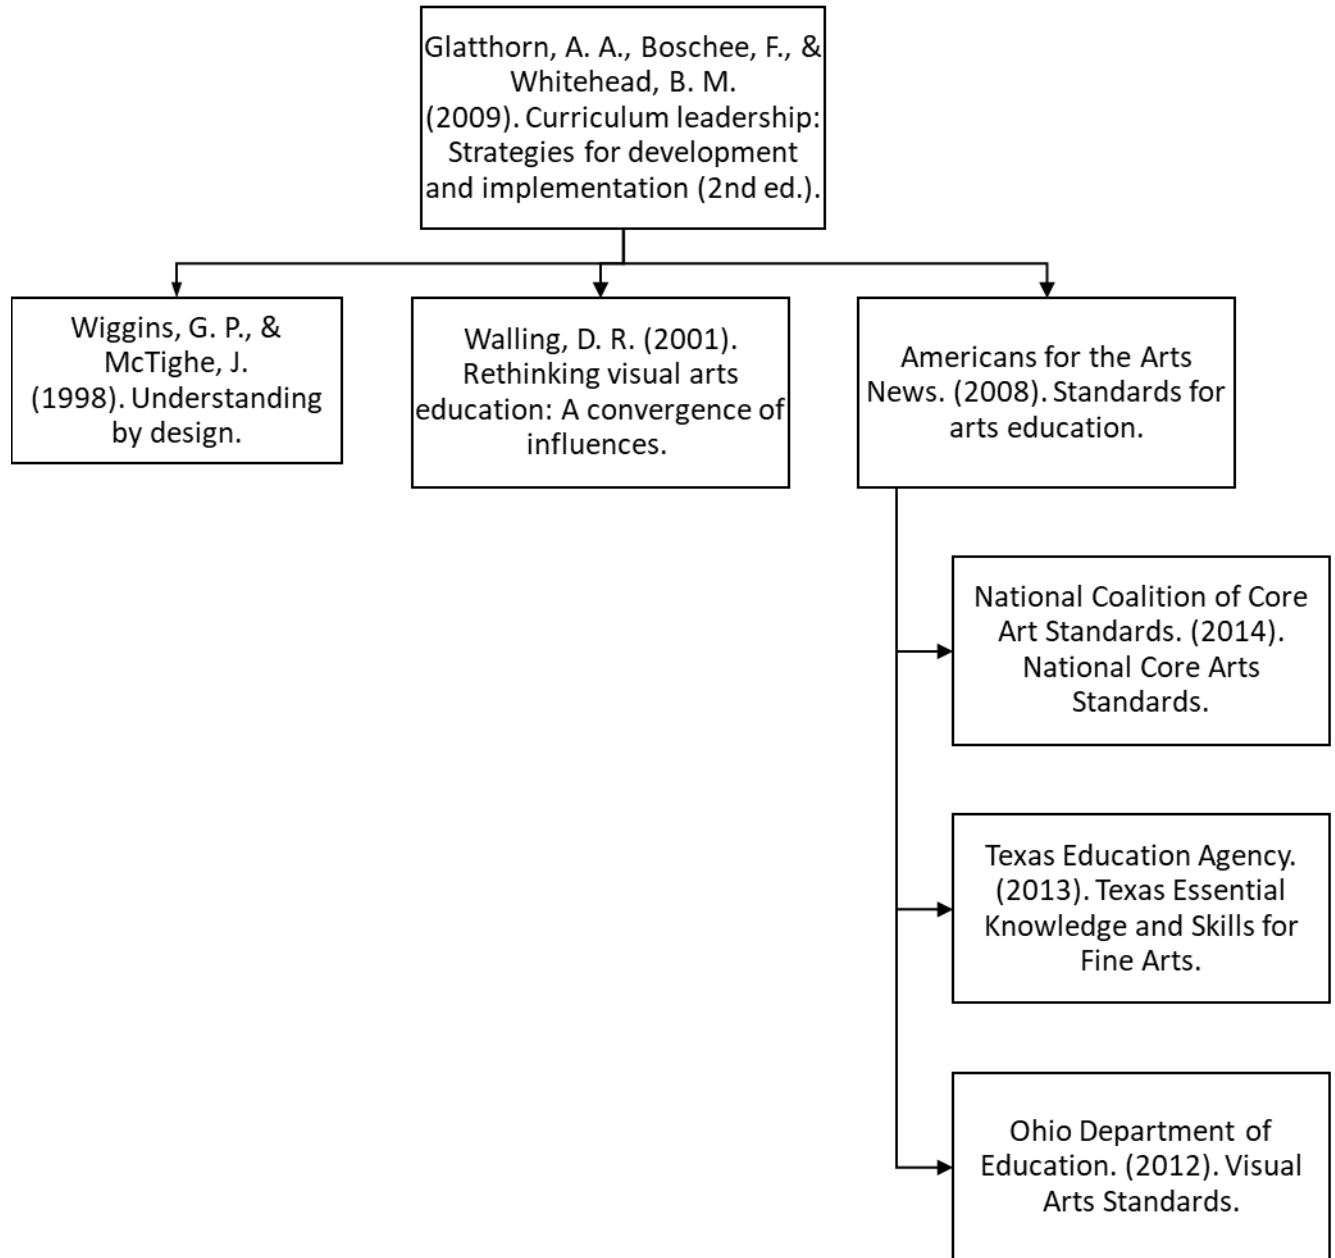 Glatthorn, A. A., Boschee, F., &
Whitehead, B. M.
(2009). Curriculum leadership:
Strategies for development
and implementation (2nd ed.).
Wiggins, G. P., &
McTighe, J.
(1998). Understanding
by design.
Walling, D. R. (2001).
Rethinking visual arts
education: A convergence of
influences.
Americans for the Arts
News. (2008). Standards for
arts education.
National Coalition of Core
Art Standards. (2014).
National Core Arts
Standards.
Texas Education Agency.
(2013). Texas Essential
Knowledge and Skills for
Fine Arts.
Ohio Department of
Education. (2012). Visual
Arts Standards.